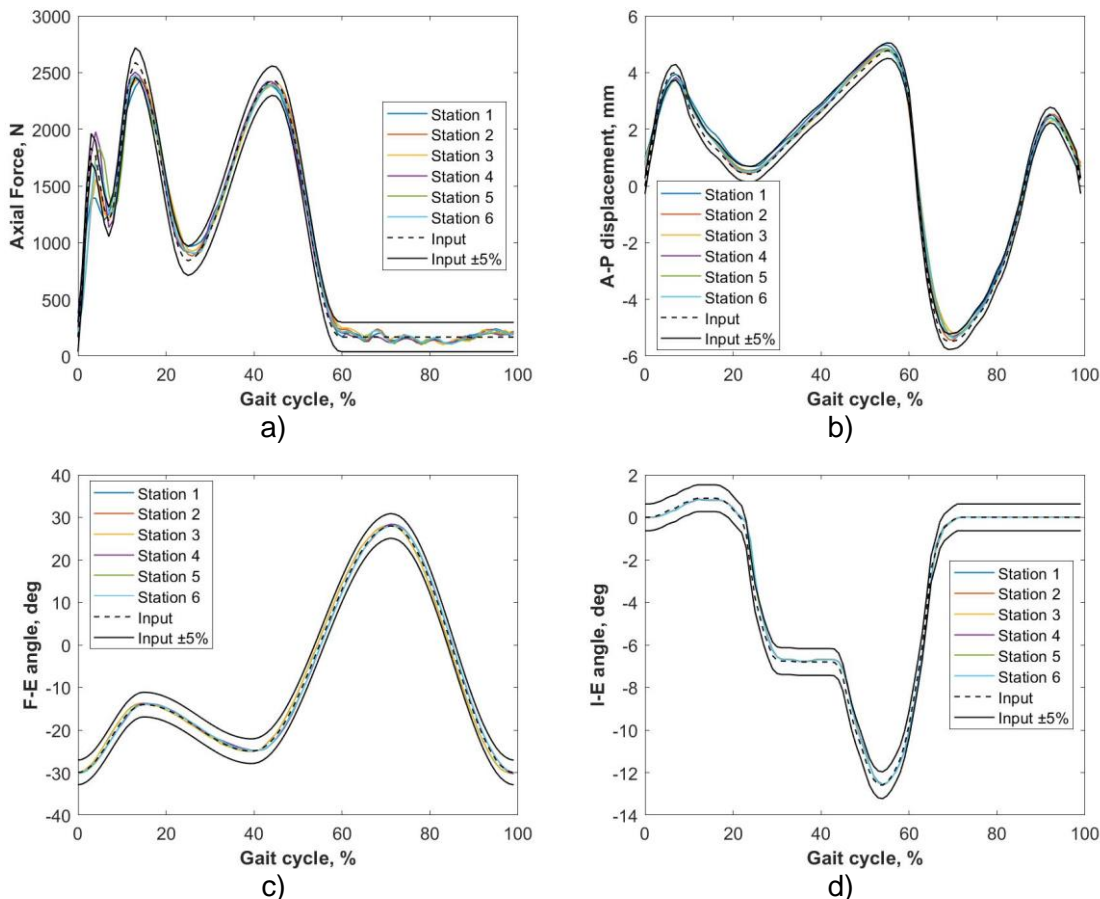 3000
2500
2000
1500
1000
500
0
Axial Force, N
Station 1
Station 2
Station 3
Station 4
Station 5
Station 6
Input
Input ±5%
0 20 40 60 80 100
Gait cycle, %
a)
6
4
2
0
-2
-4
-6
A-P displacement, mm
Station 1
Station 2
Station 3
Station 4
Station 5
Station 6
Input
Input ±5%
0 20 40 60 80 100
Gait cycle, %
b)
40
30
20
10
0
-10
-20
-30
-40
F-E angle, deg
Station 1
Station 2
Station 3
Station 4
Station 5
Station 6
Input
Input ±5%
0 20 40 60 80 100
Gait cycle, %
c)
2
0
-2
-4
-6
-8
-10
-12
-14
I-E angle, deg
Station 1
Station 2
Station 3
Station 4
Station 5
Station 6
Input
Input ±5%
0 20 40 60 80 100
Gait cycle, %
d)